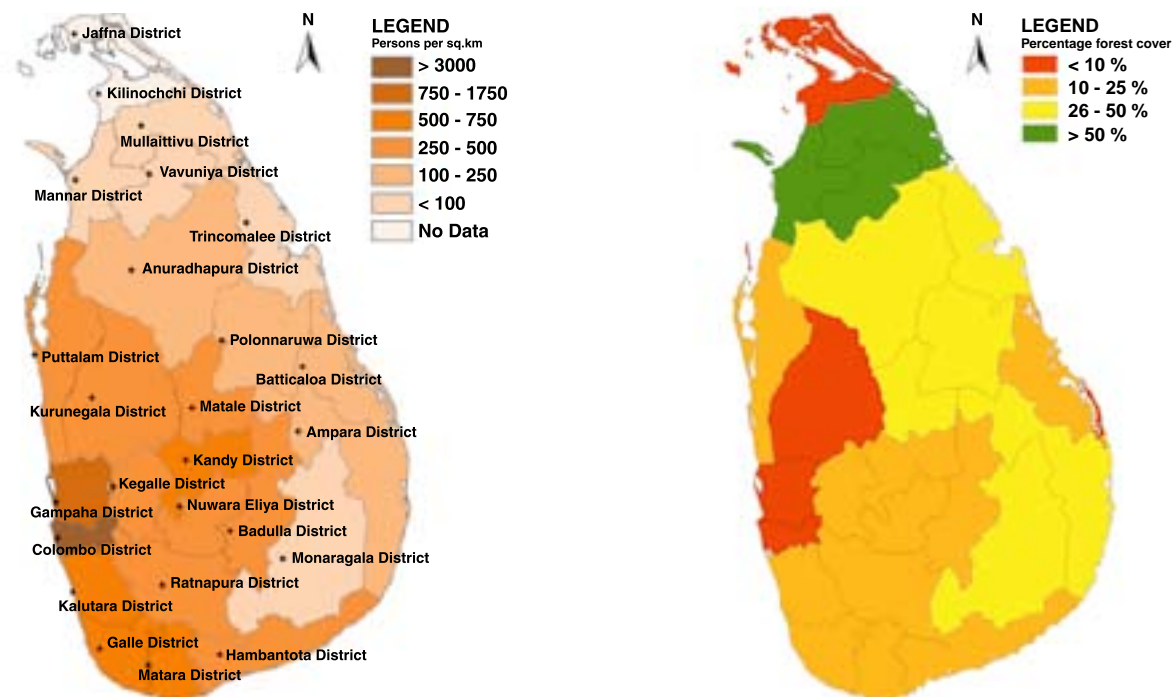 N
LEGEND
Persons per sq.km
> 3000
750 - 1750
500 - 750
250 - 500
100 - 250
< 100
No Data
Jaffna District
Kilinochchi District
Mullaittivu District
Vavuniya District
Mannar District
Trincomalee District
Anuradhapura District
Polonnaruwa District
Puttalam District
Batticaloa District
Kurunegala District
Matale District
Ampara District
Kandy District
Kegalle District
Nuwara Eliya District
Gampaha District
Badulla District
Colombo District
Monaragala District
Ratnapura District
Kalutara District
Galle District
Hambantota District
Matara District
N
LEGEND
Percentage forest cover
< 10 %
10 - 25 %
26 - 50 %
> 50 %